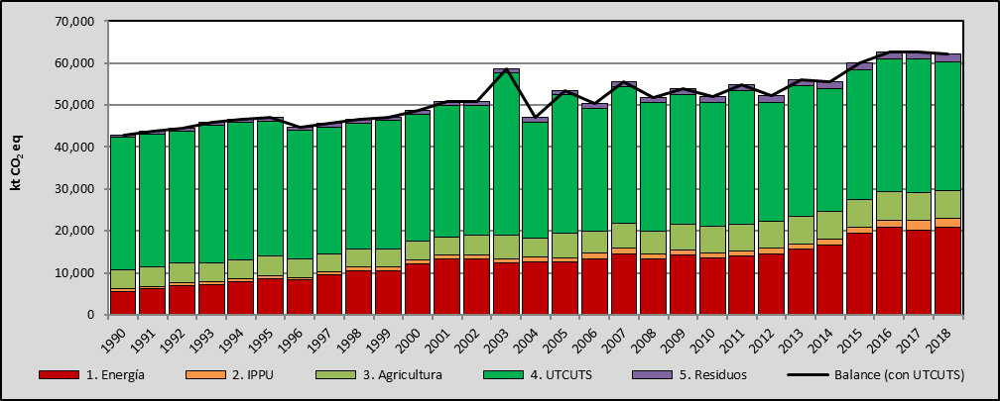 70,000
60,000
50,000
40,000
30,000
20,000
10,000
0
kt CO₂ eq
1990 1991 1992 1993 1994 1995 1996 1997 1998 1999 2000 2001 2002 2003 2004 2005 2006 2007 2008 2009 2010 2011 2012 2013 2014 2015 2016 2017 2018
1. Energía 2. IPPU 3. Agricultura 4. UTCUTS 5. Residuos Balance (con UTCUTS)